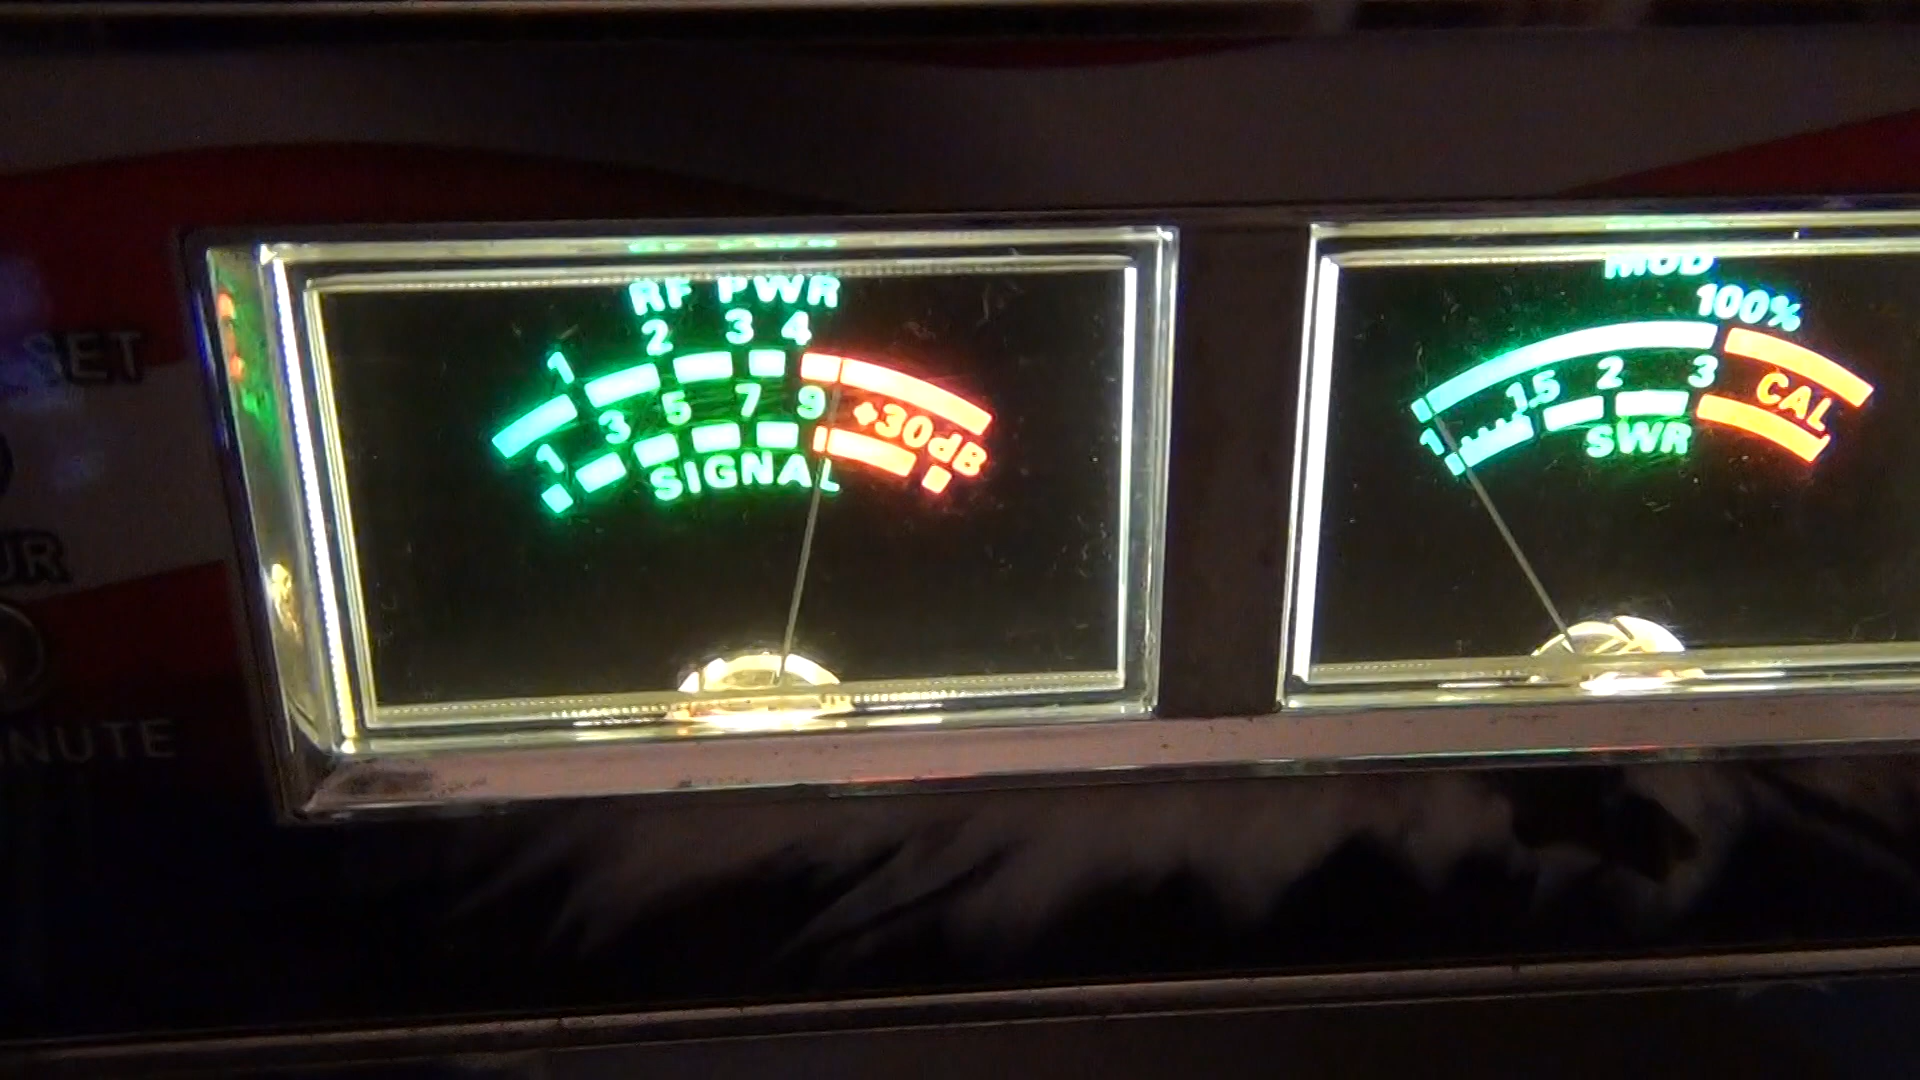 SET
UR
NUTE
RF PWR
1 2 3 4
1 3 5 7 9 +30dB
SIGNAL
MOD
100%
1 1.5 2 3 CAL
SWR